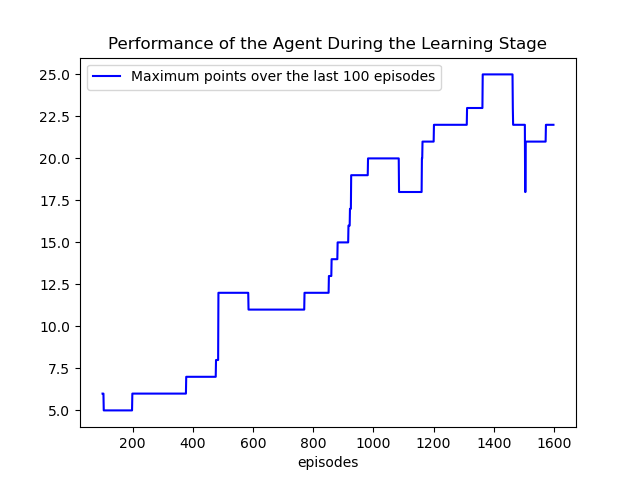 Performance of the Agent During the Learning Stage
Maximum points over the last 100 episodes
25.0
22.5
20.0
17.5
15.0
12.5
10.0
7.5
5.0
200 400 600 800 1000 1200 1400 1600
episodes